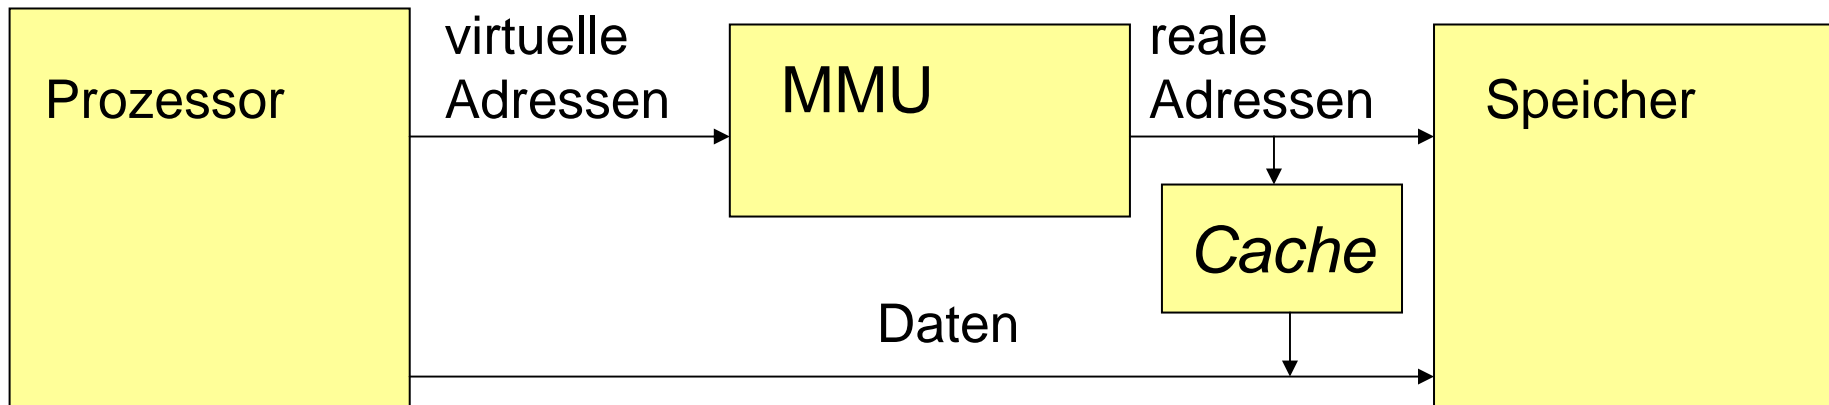 Prozessor
virtuelle
Adressen
MMU
reale
Adressen
Speicher
Cache
Daten